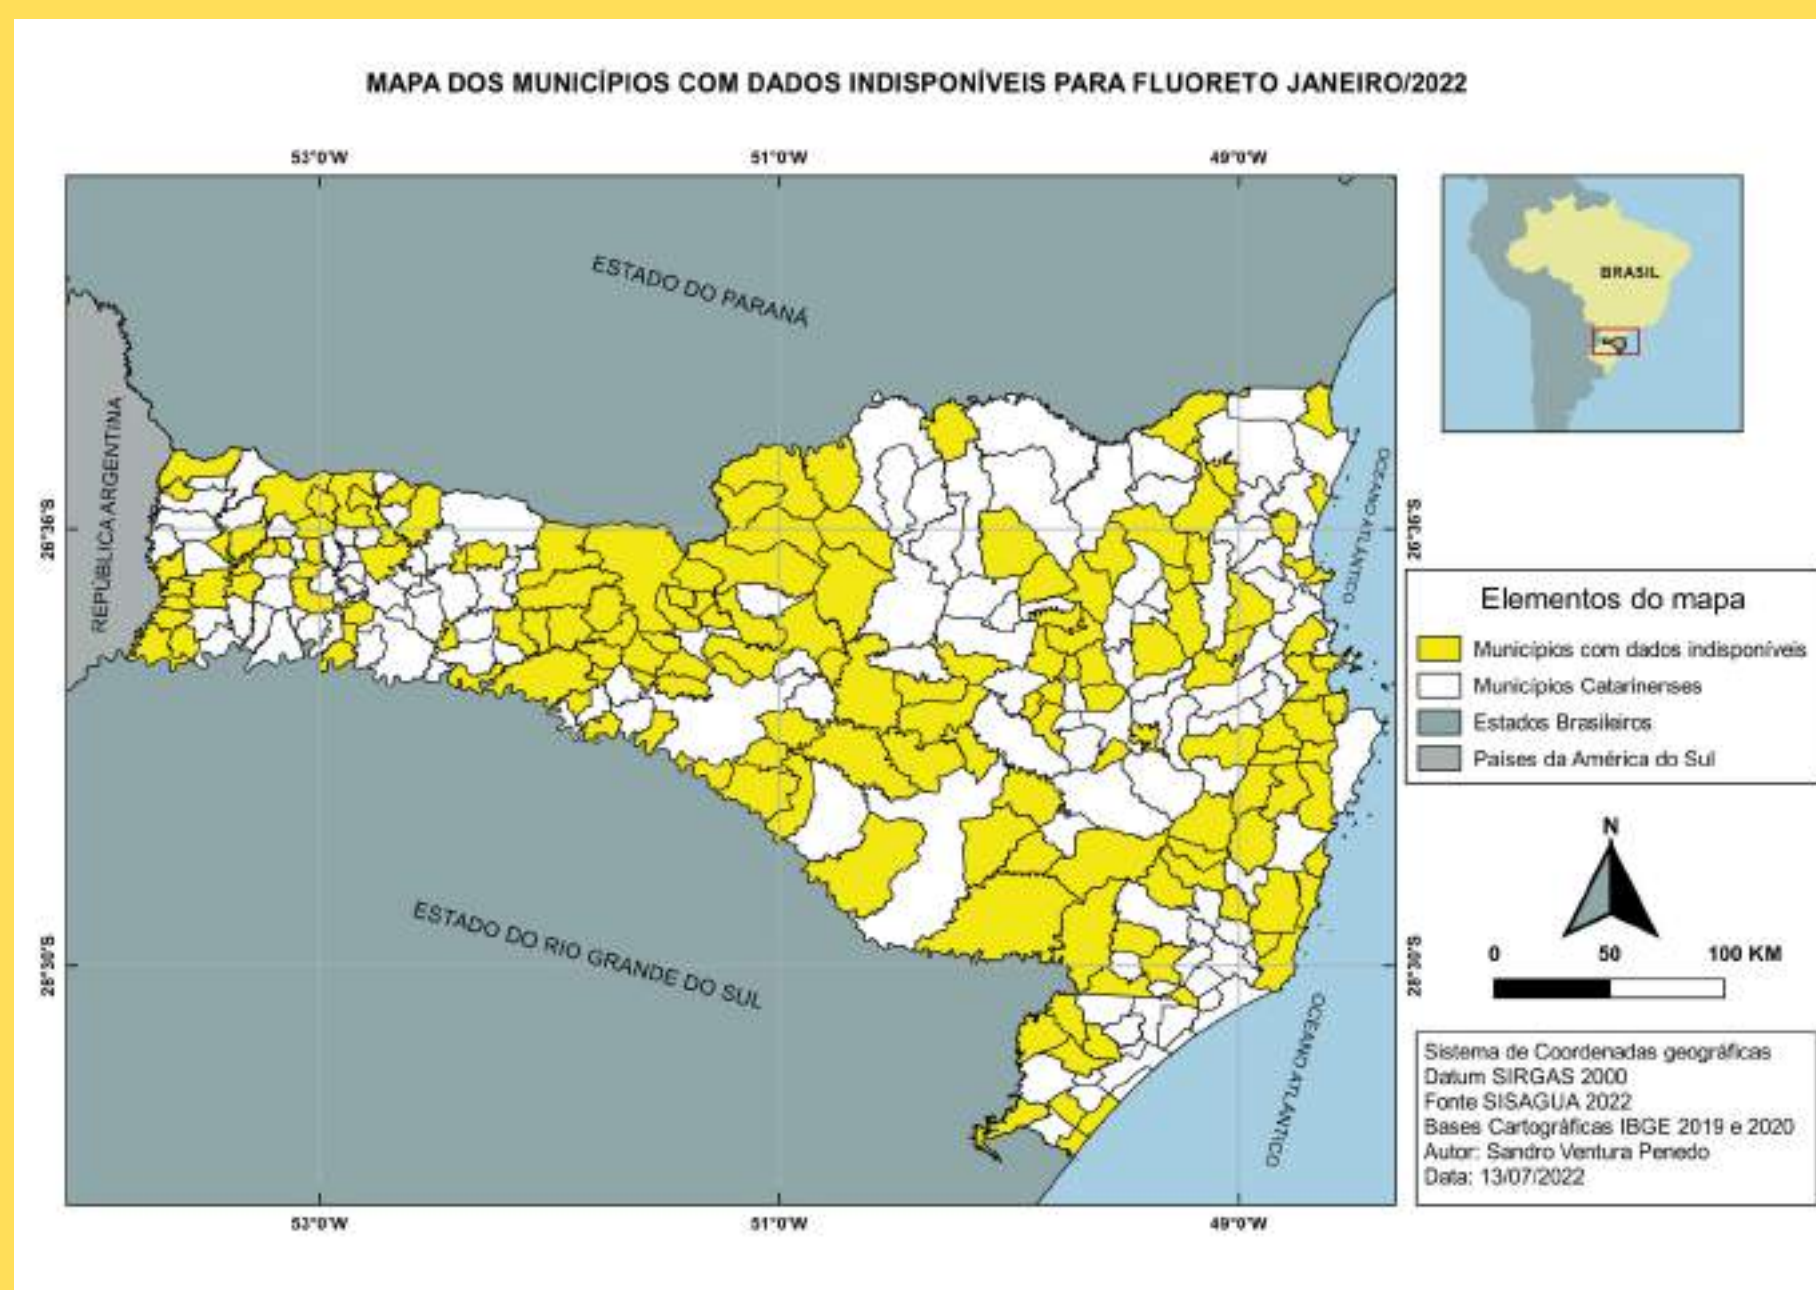 MAPA DOS MUNICÍPIOS COM DADOS INDISPONÍVEIS PARA FLUORETO JANEIRO/2022
53°0'W
51°0'W
49°0'W
ESTADO DO PARANÁ
BRASIL
REPÚBLICA ARGENTINA
OCEANO ATLÂNTICO
26°36'S
26°36'S
Elementos do mapa
Municípios com dados indisponíveis
Municípios Catarinenses
Estados Brasileiros
Países da América do Sul
N
ESTADO DO RIO GRANDE DO SUL
28°30'S
28°30'S
0 50 100 KM
OCEANO ATLÂNTICO
Sistema de Coordenadas geográficas
Datum SIRGAS 2000
Fonte SISAGUA 2022
Bases Cartográficas IBGE 2019 e 2020
Autor: Sandro Ventura Penedo
Data: 13/07/2022
53°0'W
51°0'W
49°0'W